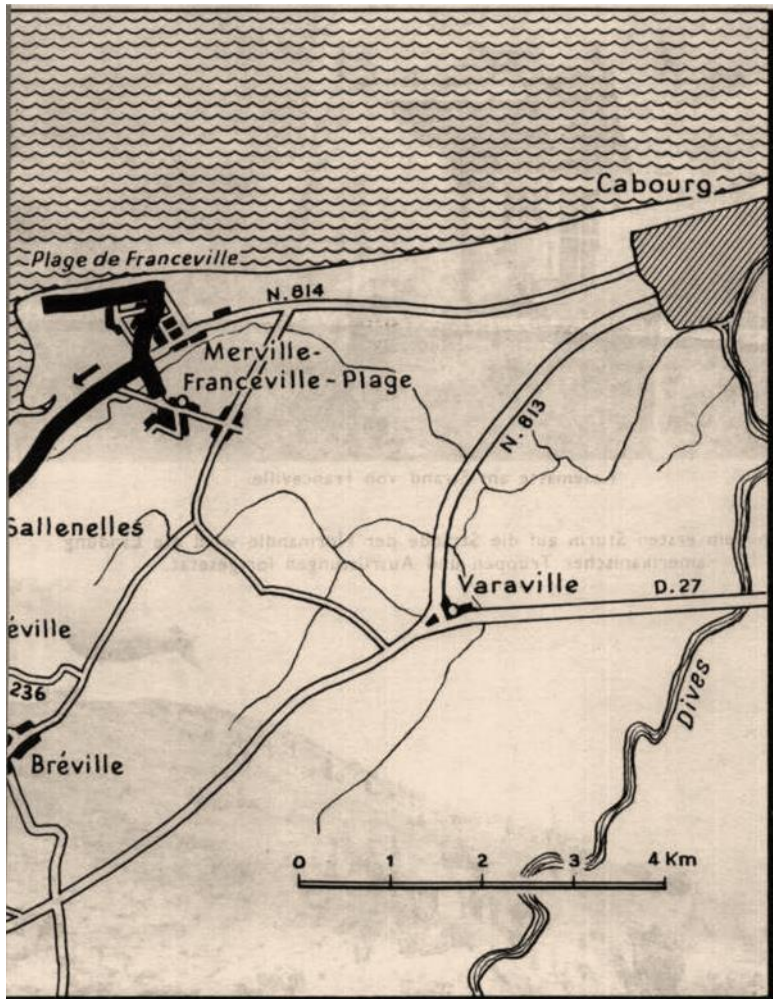 Cabourg
Plage de Franceville
N.814
Merville-
Franceville-Plage
N.813
Sallenelles
Varaville
D.27
éville
236
Dives
Bréville
0 1 2 3 4 Km